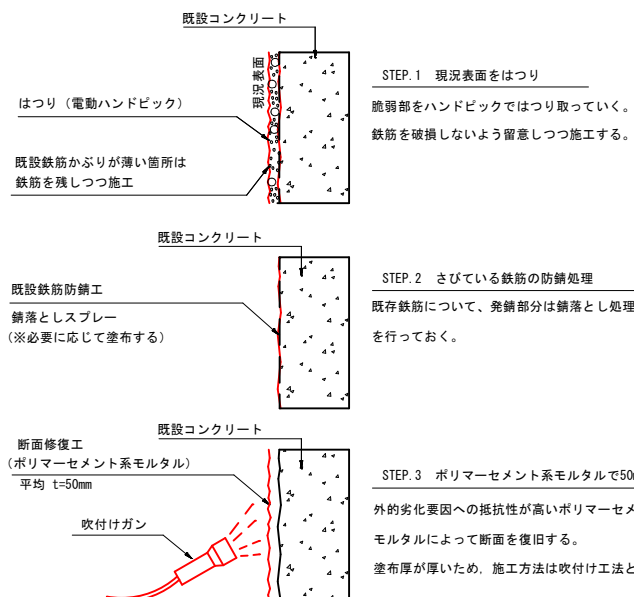 既設コンクリート
現況表面
はつり（電動ハンドピック）
既設鉄筋かぶりが薄い箇所は
鉄筋を残しつつ施工
STEP.1 現況表面をはつり
脆弱部をハンドピックではつり取っていく。
鉄筋を破損しないよう留意しつつ施工する。
既設コンクリート
既設鉄筋防錆工
錆落としスプレー
（※必要に応じて塗布する）
STEP.2 さびている鉄筋の防錆処理
既存鉄筋について、発錆部分は錆落とし処理
を行っておく。
既設コンクリート
断面修復工
（ポリマーセメント系モルタル）
平均 t=50mm
吹付けガン
STEP.3 ポリマーセメント系モルタルで50
外的劣化要因への抵抗性が高いポリマーセメ
モルタルによって断面を復旧する。
塗布厚が厚いため，施工方法は吹付け工法と